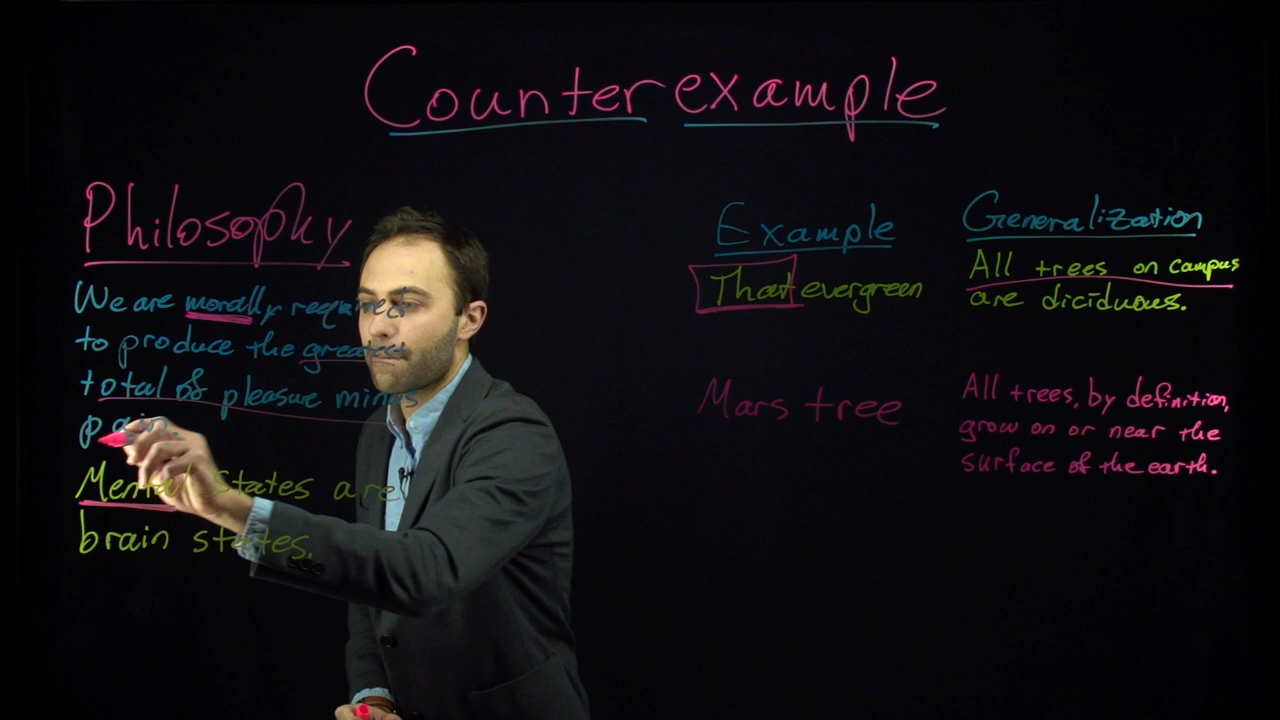 Counterexample
Philosophy
We are morally required
to produce the greatest
total of pleasure minus
pain.
Mental states are
brain states.
Example
That evergreen
Mars tree
Generalization
All trees on campus
are diciduous.
All trees, by definition,
grow on or near the
surface of the earth.